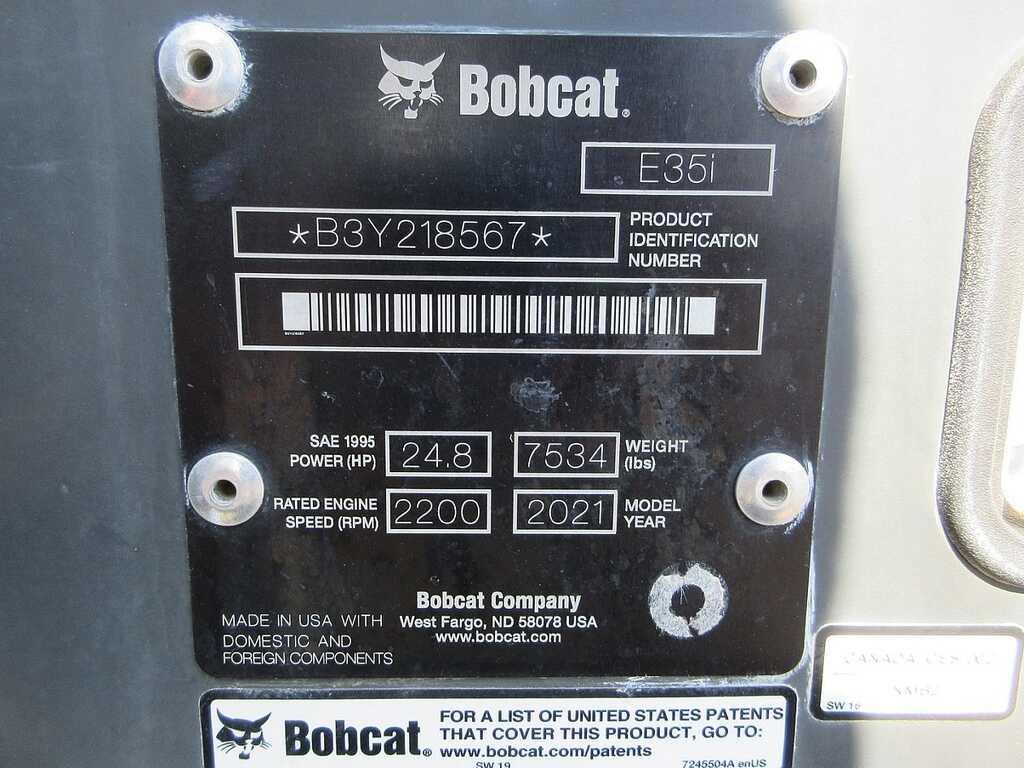 Bobcat®
E35i
*B3Y218567*
PRODUCT
IDENTIFICATION
NUMBER
SAE 1995
POWER (HP)
24.8
7534
WEIGHT
(lbs)
RATED ENGINE
SPEED (RPM)
2200
2021
MODEL
YEAR
Bobcat Company
West Fargo, ND 58078 USA
www.bobcat.com
MADE IN USA WITH
DOMESTIC AND
FOREIGN COMPONENTS
CANADA
SW 16
Bobcat®
FOR A LIST OF UNITED STATES PATENTS
THAT COVER THIS PRODUCT, GO TO:
www.bobcat.com/patents
SW 19
7245504A enUS